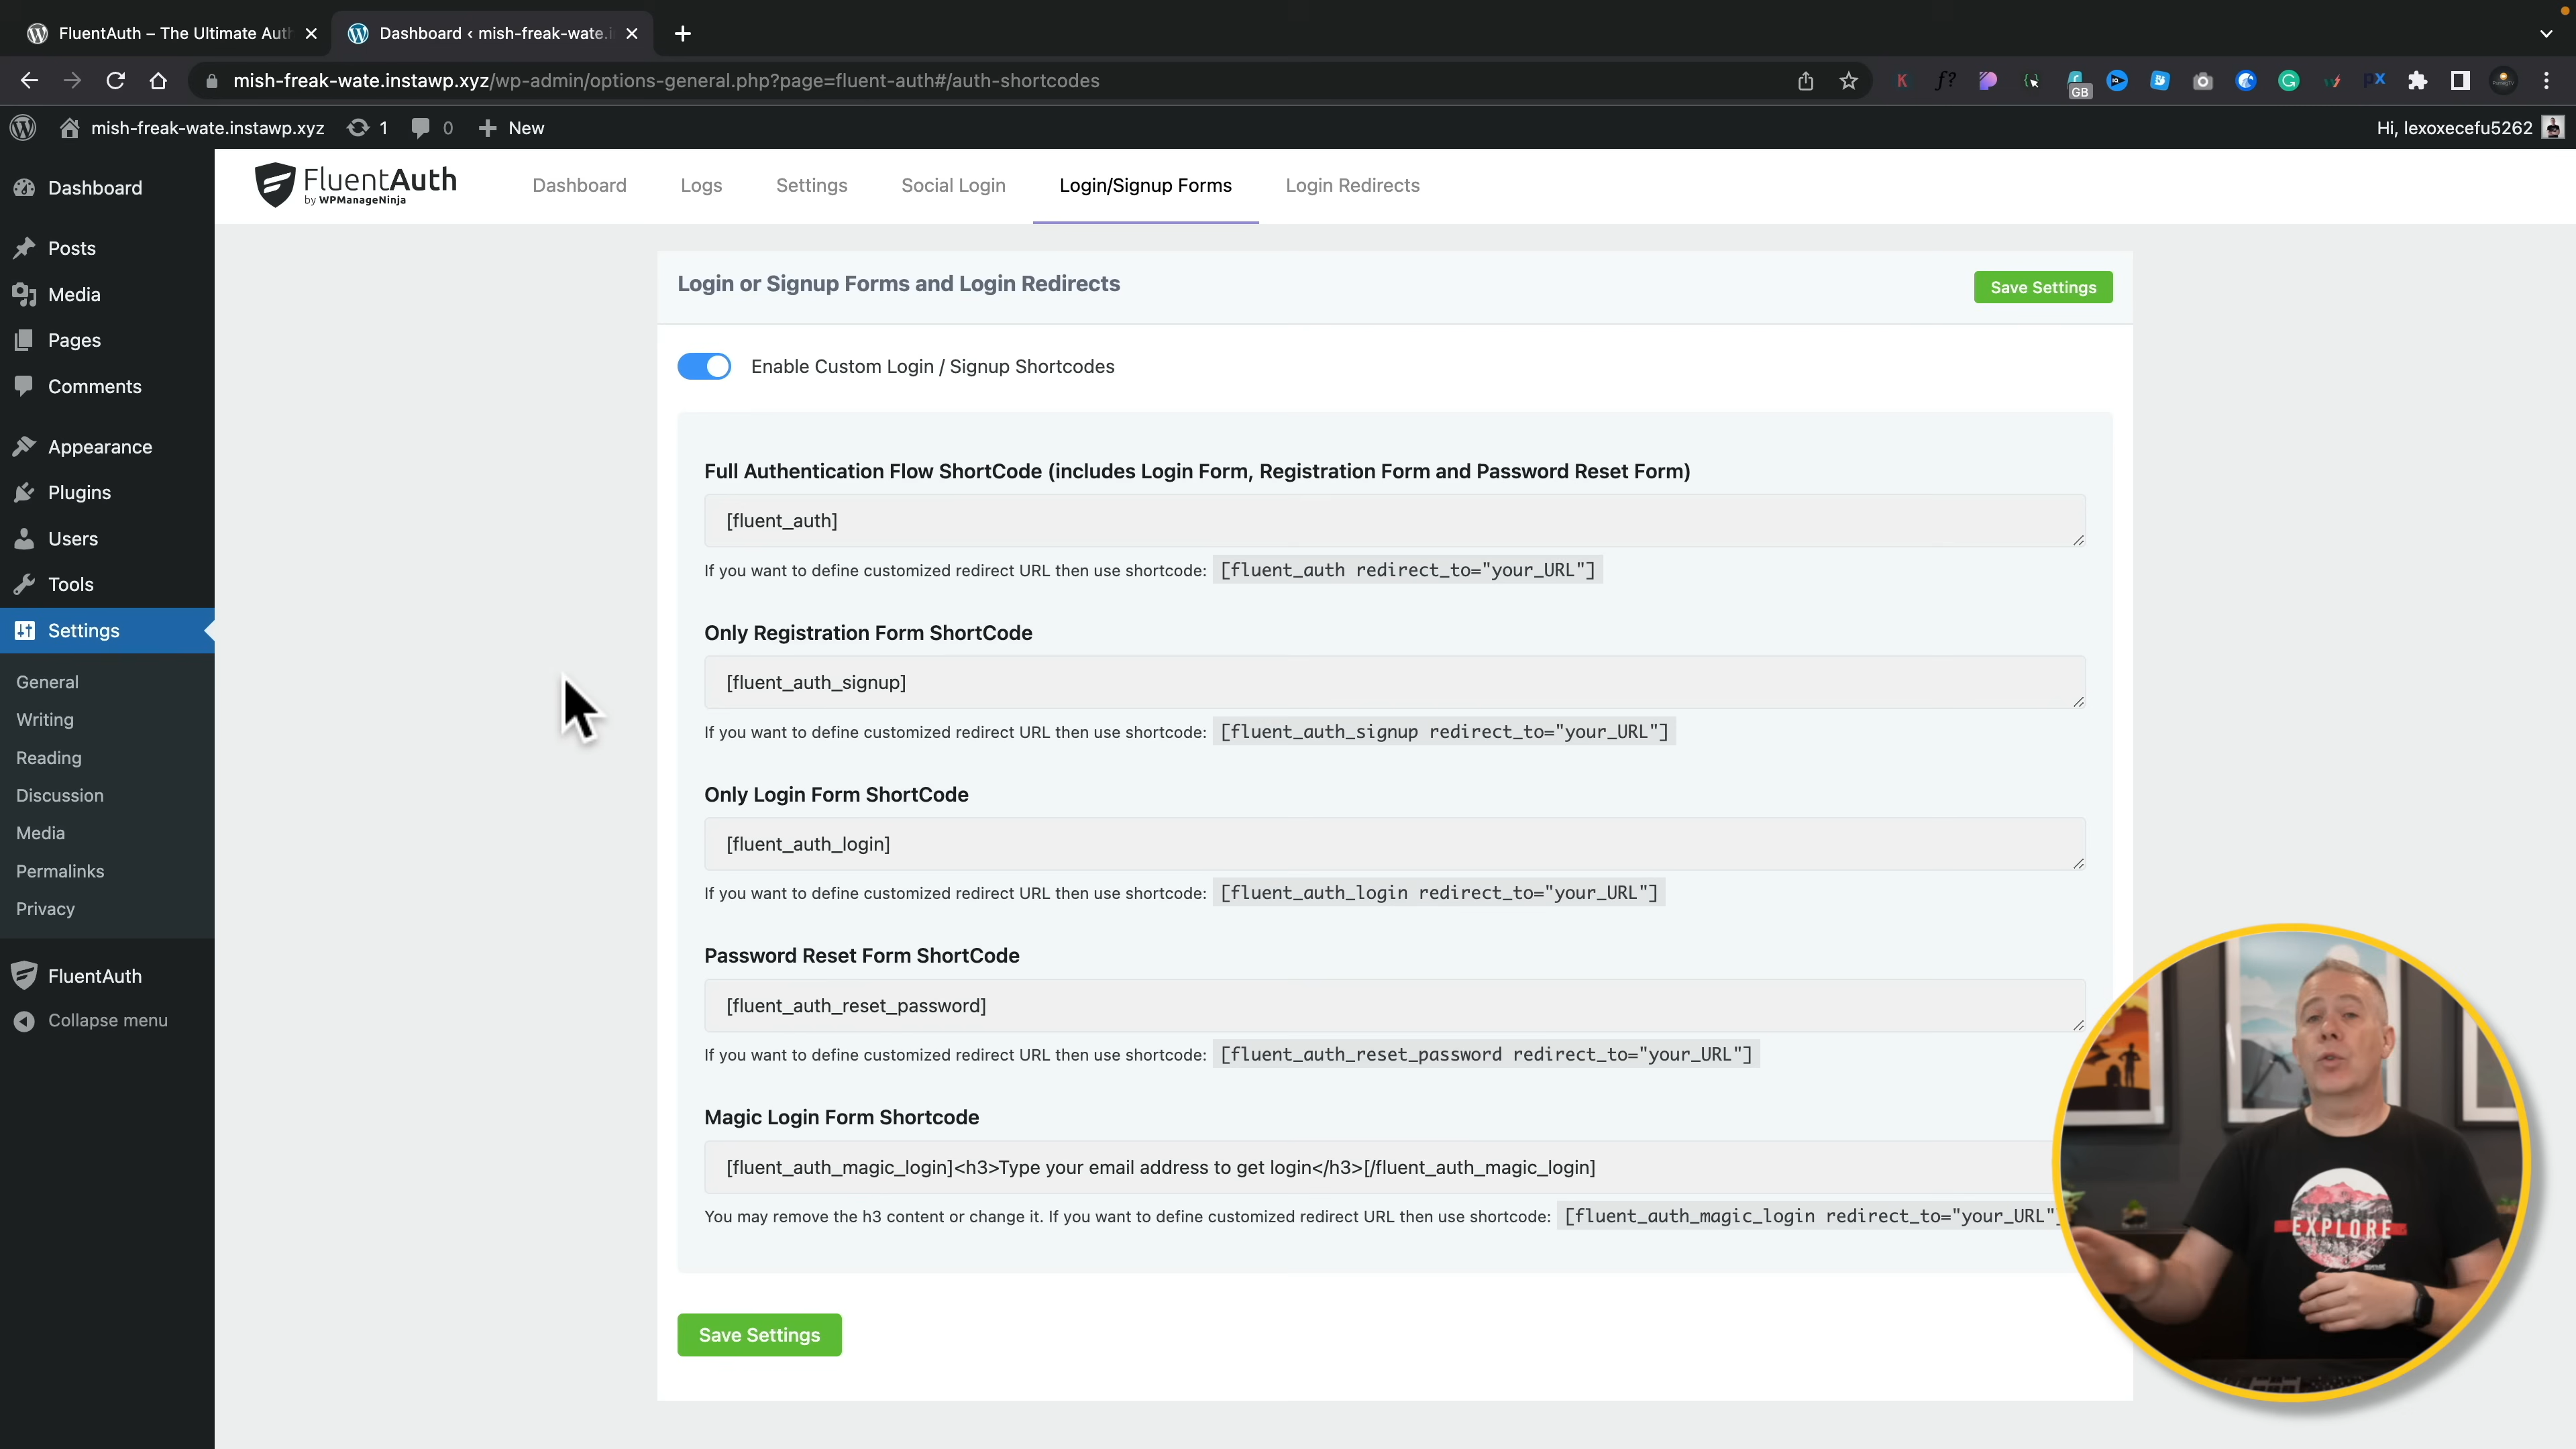 FluentAuth – The Ultimate Auth
Dashboard ‹ mish-freak-wate.i
mish-freak-wate.instawp.xyz/wp-admin/options-general.php?page=fluent-auth#/auth-shortcodes
GB
mish-freak-wate.instawp.xyz
1
0
New
Hi, lexoxecefu5262
Dashboard
Posts
Media
Pages
Comments
Appearance
Plugins
Users
Tools
Settings
General
Writing
Reading
Discussion
Media
Permalinks
Privacy
FluentAuth
Collapse menu
FluentAuth
by WPManageNinja
Dashboard
Logs
Settings
Social Login
Login/Signup Forms
Login Redirects
Login or Signup Forms and Login Redirects
Save Settings
Enable Custom Login / Signup Shortcodes
Full Authentication Flow ShortCode (includes Login Form, Registration Form and Password Reset Form)
[fluent_auth]
If you want to define customized redirect URL then use shortcode: [fluent_auth redirect_to="your_URL"]
Only Registration Form ShortCode
[fluent_auth_signup]
If you want to define customized redirect URL then use shortcode: [fluent_auth_signup redirect_to="your_URL"]
Only Login Form ShortCode
[fluent_auth_login]
If you want to define customized redirect URL then use shortcode: [fluent_auth_login redirect_to="your_URL"]
Password Reset Form ShortCode
[fluent_auth_reset_password]
If you want to define customized redirect URL then use shortcode: [fluent_auth_reset_password redirect_to="your_URL"]
Magic Login Form Shortcode
[fluent_auth_magic_login]<h3>Type your email address to get login</h3>[/fluent_auth_magic_login]
You may remove the h3 content or change it. If you want to define customized redirect URL then use shortcode: [fluent_auth_magic_login redirect_to="your_URL"]
Save Settings
EXPLORE